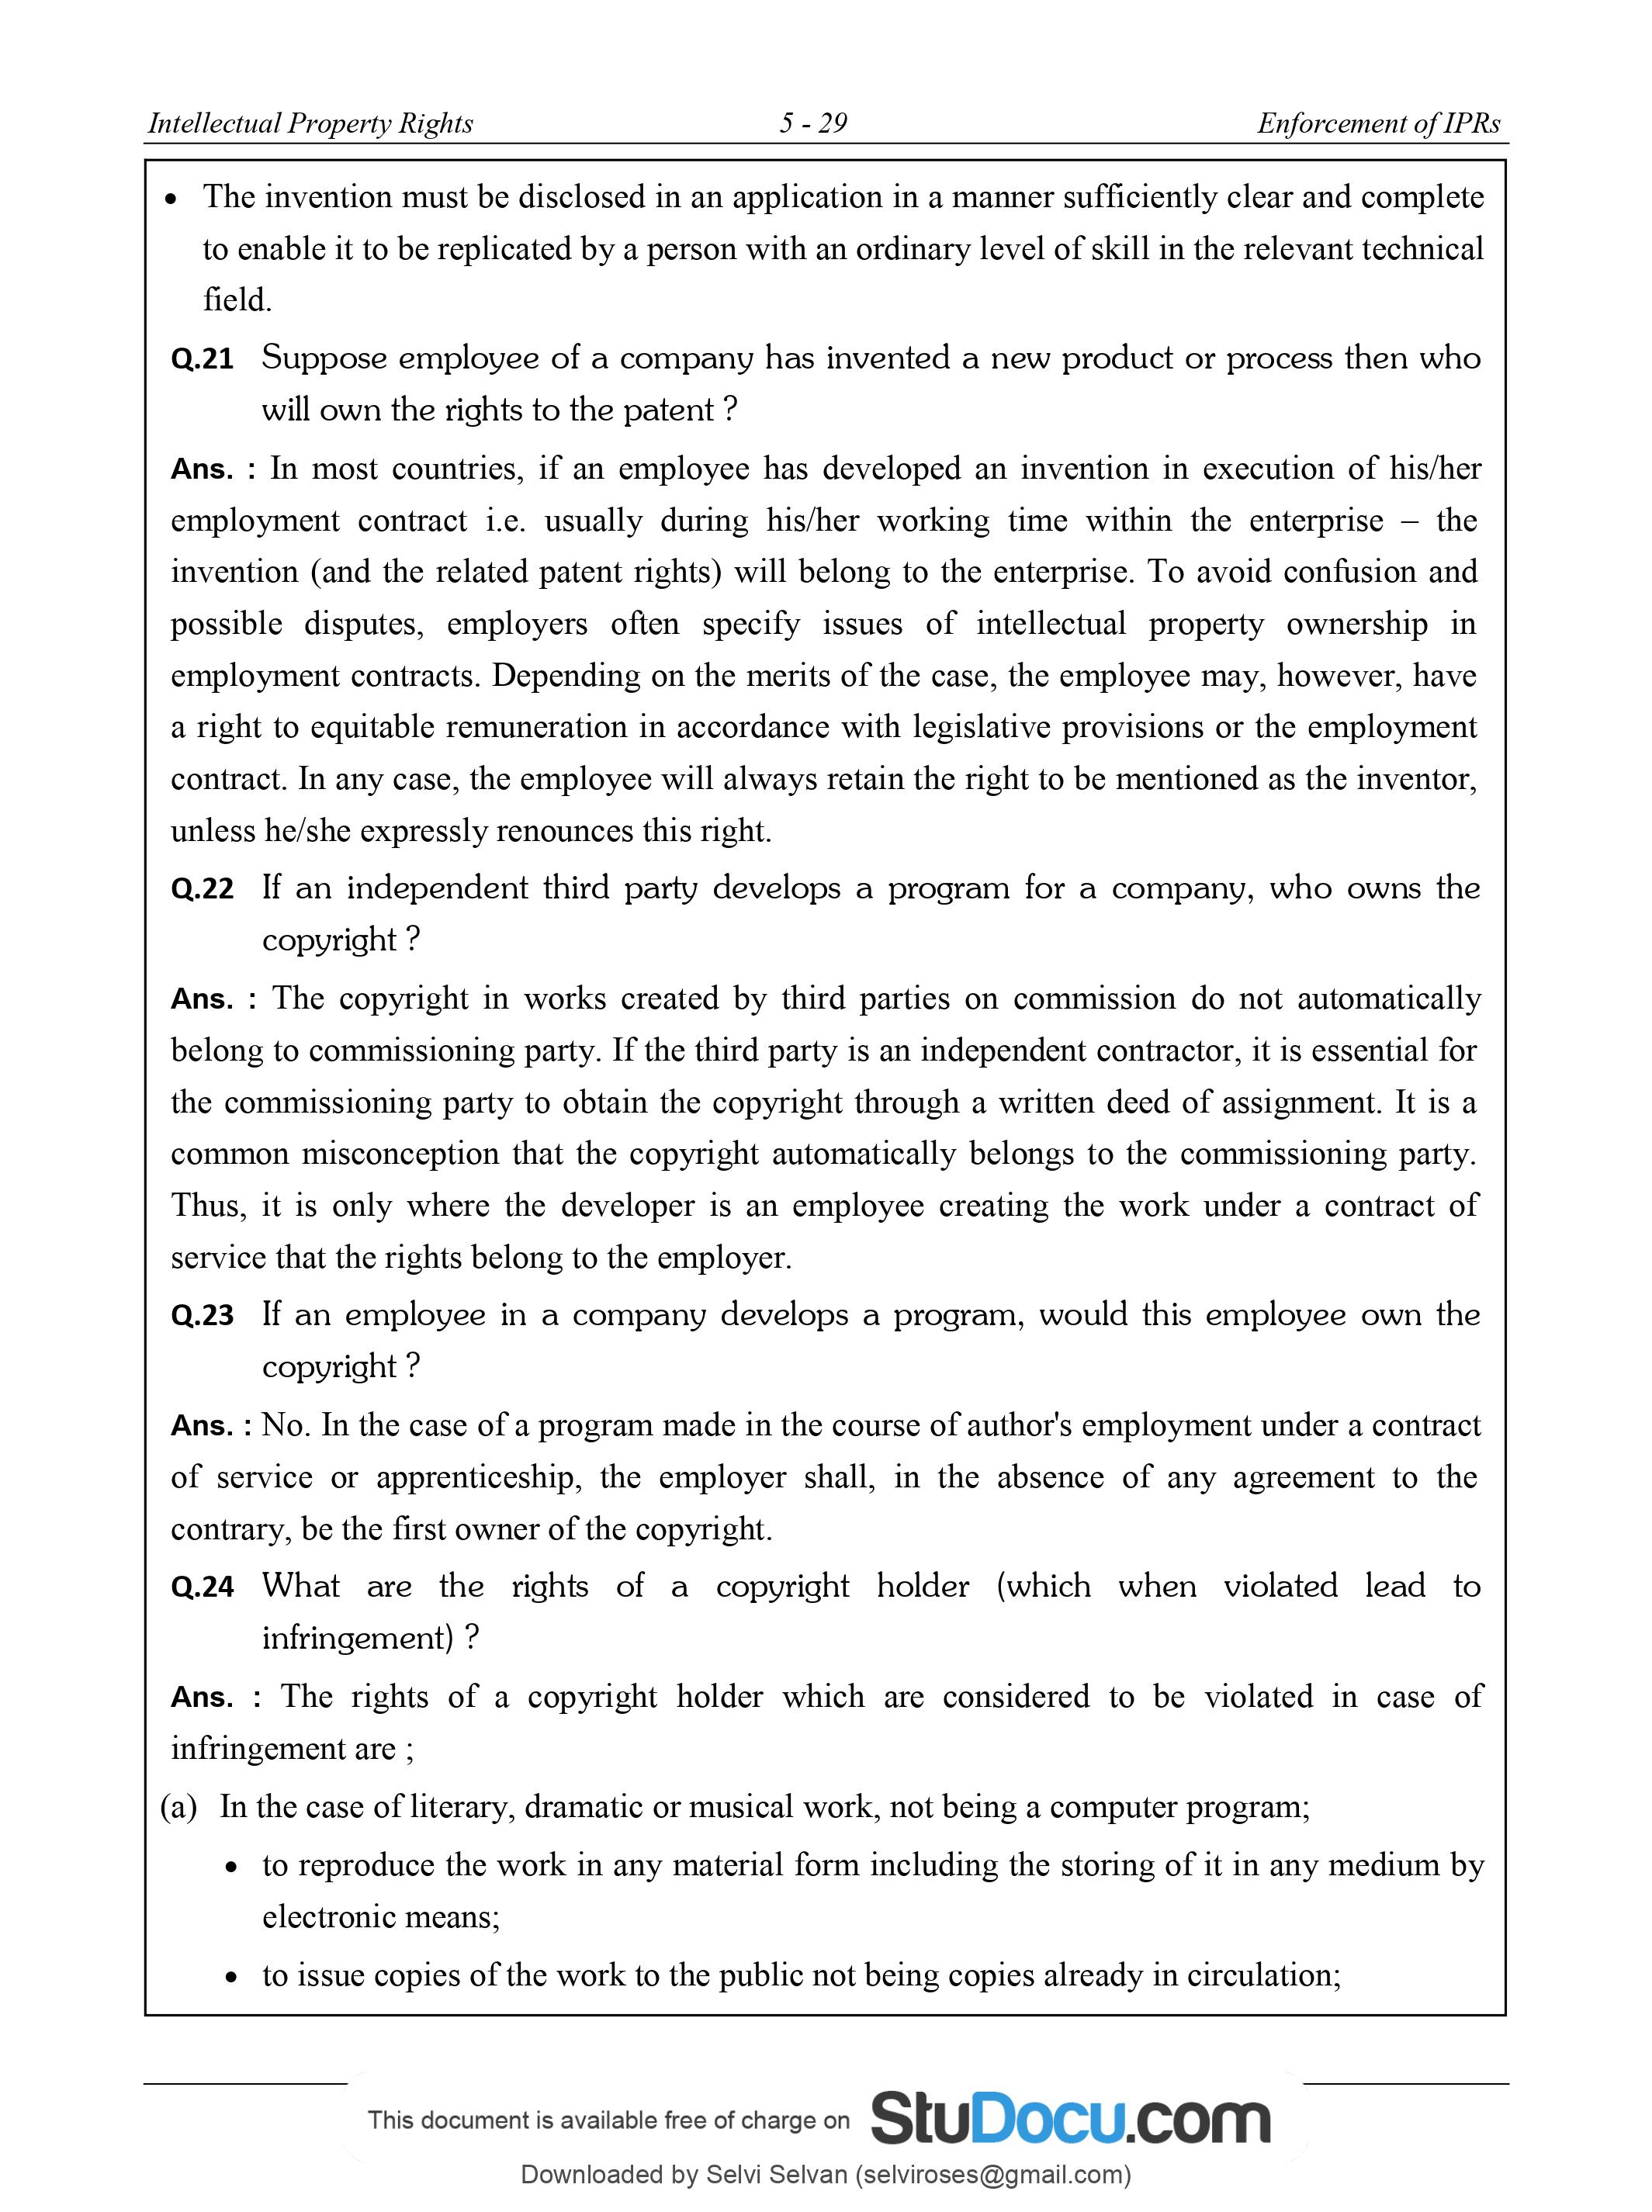 Intellectual Property Rights 5 - 29 Enforcement of IPRs
• The invention must be disclosed in an application in a manner sufficiently clear and complete
to enable it to be replicated by a person with an ordinary level of skill in the relevant technical
field.
Q.21 Suppose employee of a company has invented a new product or process then who
will own the rights to the patent ?
Ans. : In most countries, if an employee has developed an invention in execution of his/her
employment contract i.e. usually during his/her working time within the enterprise – the
invention (and the related patent rights) will belong to the enterprise. To avoid confusion and
possible disputes, employers often specify issues of intellectual property ownership in
employment contracts. Depending on the merits of the case, the employee may, however, have
a right to equitable remuneration in accordance with legislative provisions or the employment
contract. In any case, the employee will always retain the right to be mentioned as the inventor,
unless he/she expressly renounces this right.
Q.22 If an independent third party develops a program for a company, who owns the
copyright ?
Ans. : The copyright in works created by third parties on commission do not automatically
belong to commissioning party. If the third party is an independent contractor, it is essential for
the commissioning party to obtain the copyright through a written deed of assignment. It is a
common misconception that the copyright automatically belongs to the commissioning party.
Thus, it is only where the developer is an employee creating the work under a contract of
service that the rights belong to the employer.
Q.23 If an employee in a company develops a program, would this employee own the
copyright ?
Ans. : No. In the case of a program made in the course of author's employment under a contract
of service or apprenticeship, the employer shall, in the absence of any agreement to the
contrary, be the first owner of the copyright.
Q.24 What are the rights of a copyright holder (which when violated lead to
infringement) ?
Ans. : The rights of a copyright holder which are considered to be violated in case of
infringement are ;
(a) In the case of literary, dramatic or musical work, not being a computer program;
• to reproduce the work in any material form including the storing of it in any medium by
electronic means;
• to issue copies of the work to the public not being copies already in circulation;
This document is available free of charge on StuDocu.com
Downloaded by Selvi Selvan (selviroses@gmail.com)